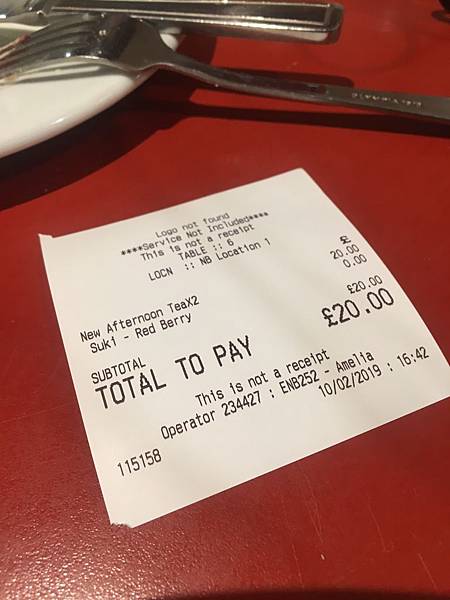 Logo not found
****Service Not Included****
This is not a receipt
TABLE :: 6
LOCN :: NB Location 1
£
New Afternoon TeaX2 20.00
Suki - Red Berry 0.00
SUBTOTAL £20.00
TOTAL TO PAY £20.00
This is not a receipt
Operator 234427 : ENB252 - Amelia
10/02/2019 : 16:42
115158